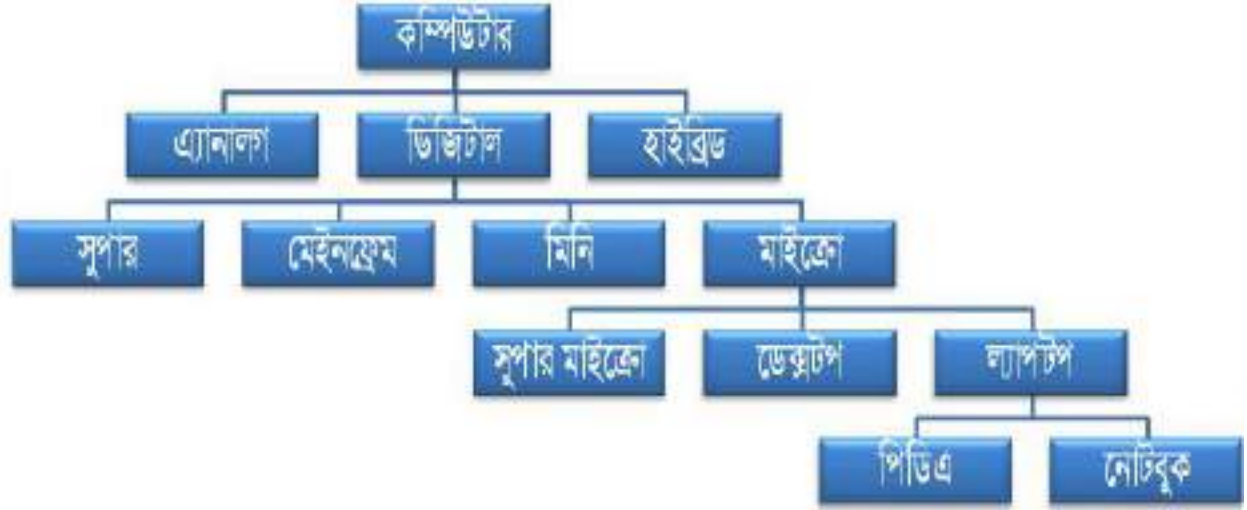 কম্পিউটার
এ্যানালগ ডিজিটাল হাইব্রিড
সুপার মেইনফ্রেম মিনি মাইক্রো
সুপার মাইক্রো ডেক্সটপ ল্যাপটপ
পিডিএ নেটবুক